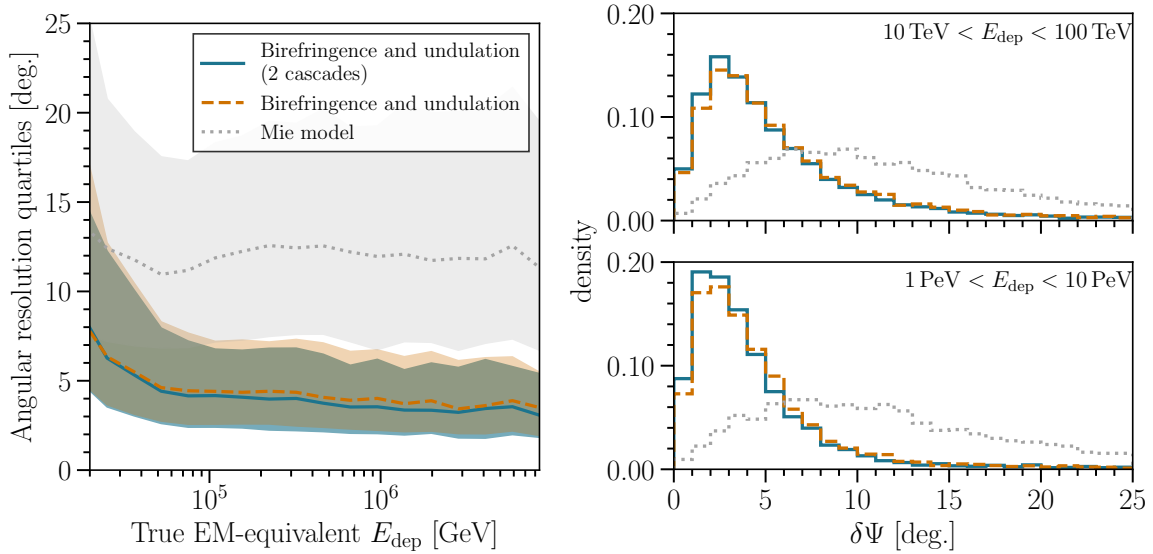 25
20
15
10
5
0
Angular resolution quartiles [deg.]
Birefringence and undulation
(2 cascades)
Birefringence and undulation
Mie model
10^5
10^6
True EM-equivalent E_dep [GeV]
10 TeV < E_dep < 100 TeV
0.20
0.10
0.00
density
1 PeV < E_dep < 10 PeV
0.20
0.10
0.00
0
5
10
15
20
25
δΨ [deg.]